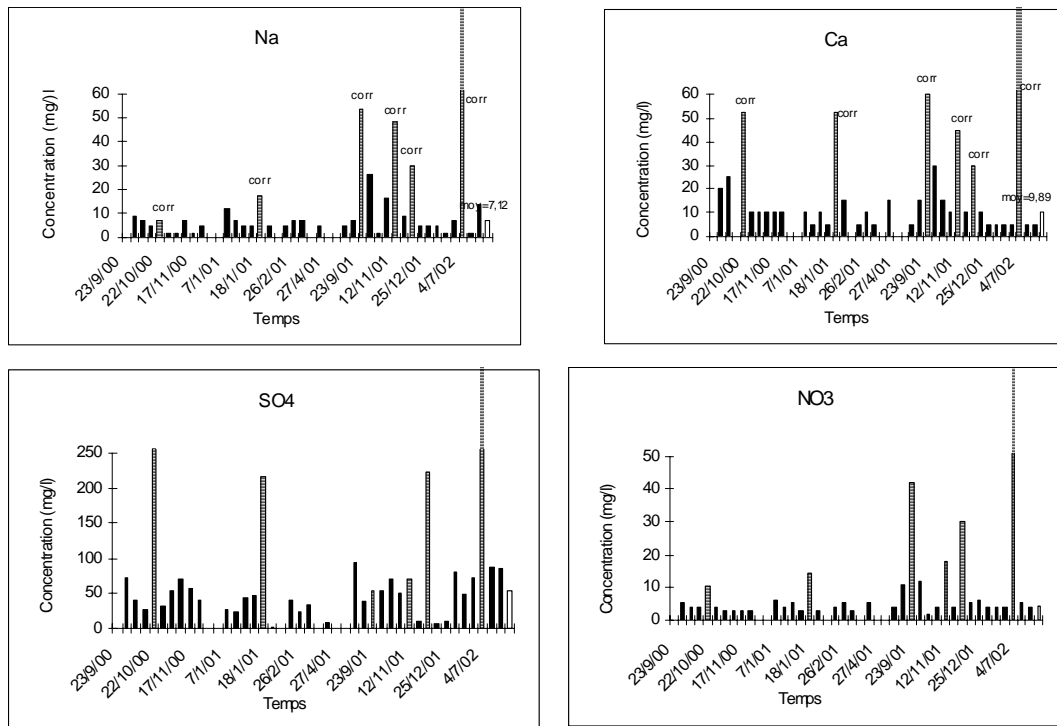 Na
Concentration (mg/) l
60
50
40
30
20
10
0
corr
corr
corr
corr
corr
corr
moy=7,12
23/9/00
22/10/00
17/11/00
7/1/01
18/1/01
26/2/01
27/4/01
23/9/01
12/11/01
25/12/01
4/7/02
Temps
Ca
Concentration (mg/l)
60
50
40
30
20
10
0
corr
corr
corr
corr
corr
corr
moy=9,89
23/9/00
22/10/00
17/11/00
7/1/01
18/1/01
26/2/01
27/4/01
23/9/01
12/11/01
25/12/01
4/7/02
Temps
SO4
Concentration (mg/l)
250
200
150
100
50
0
23/9/00
22/10/00
17/11/00
7/1/01
18/1/01
26/2/01
27/4/01
23/9/01
12/11/01
25/12/01
4/7/02
Temps
NO3
Concentration (mg/l)
50
40
30
20
10
0
23/9/00
22/10/00
17/11/00
7/1/01
18/1/01
26/2/01
27/4/01
23/9/01
12/11/01
25/12/01
4/7/02
Temps